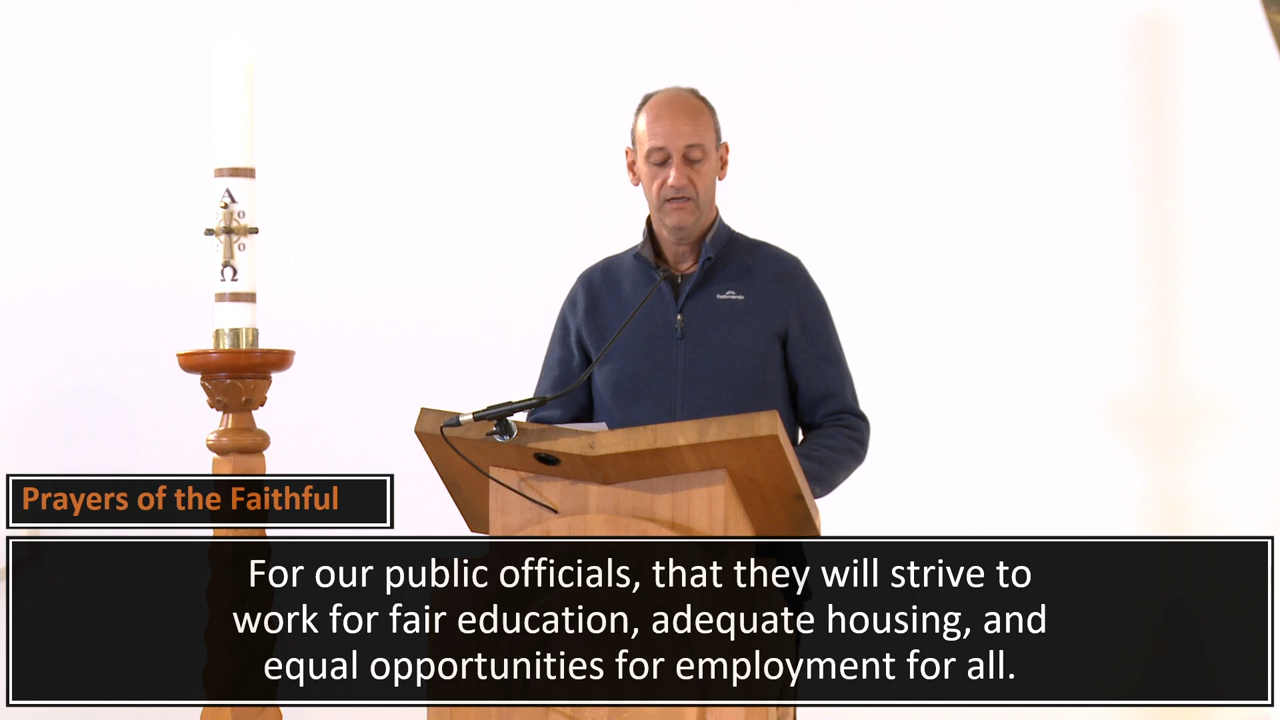 A
Ω
Kathmandu
Prayers of the Faithful
For our public officials, that they will strive to
work for fair education, adequate housing, and
equal opportunities for employment for all.